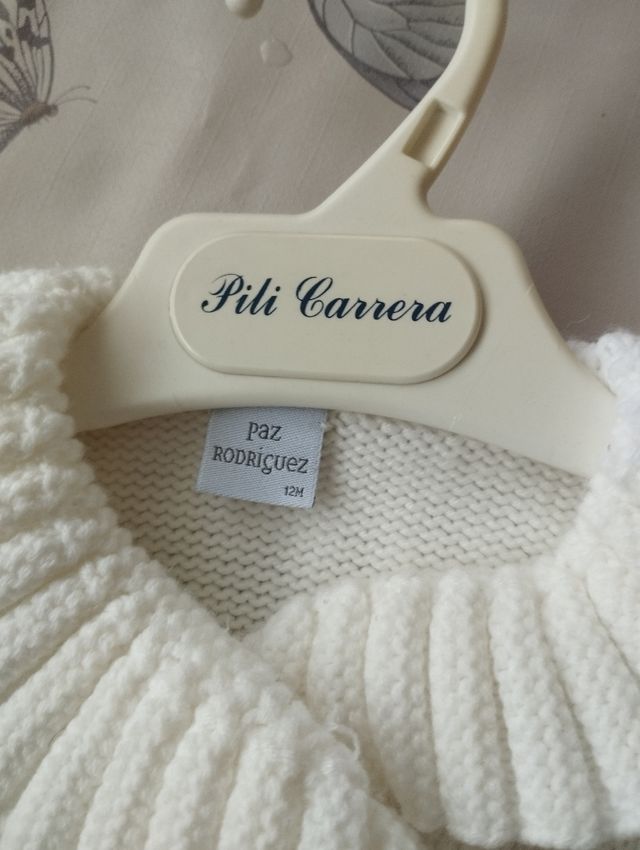 Pili Carrera
Paz
Rodríguez
12M